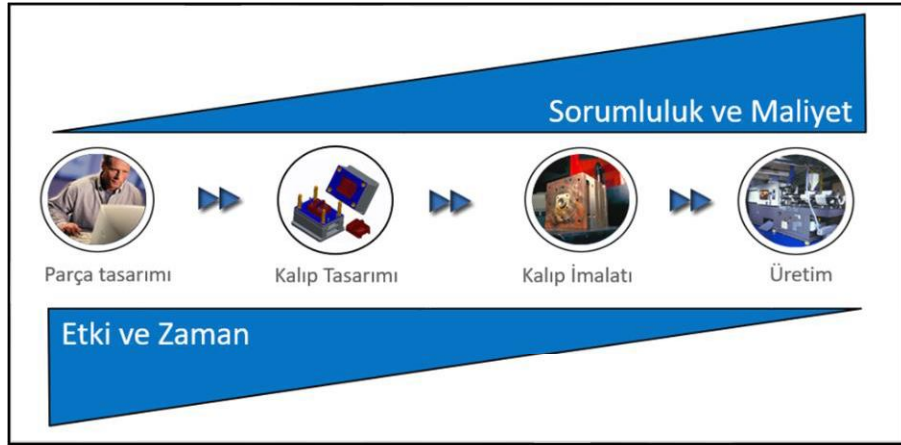 Sorumluluk ve Maliyet
Parça tasarımı
Kalıp Tasarımı
Kalıp İmalatı
Üretim
Etki ve Zaman